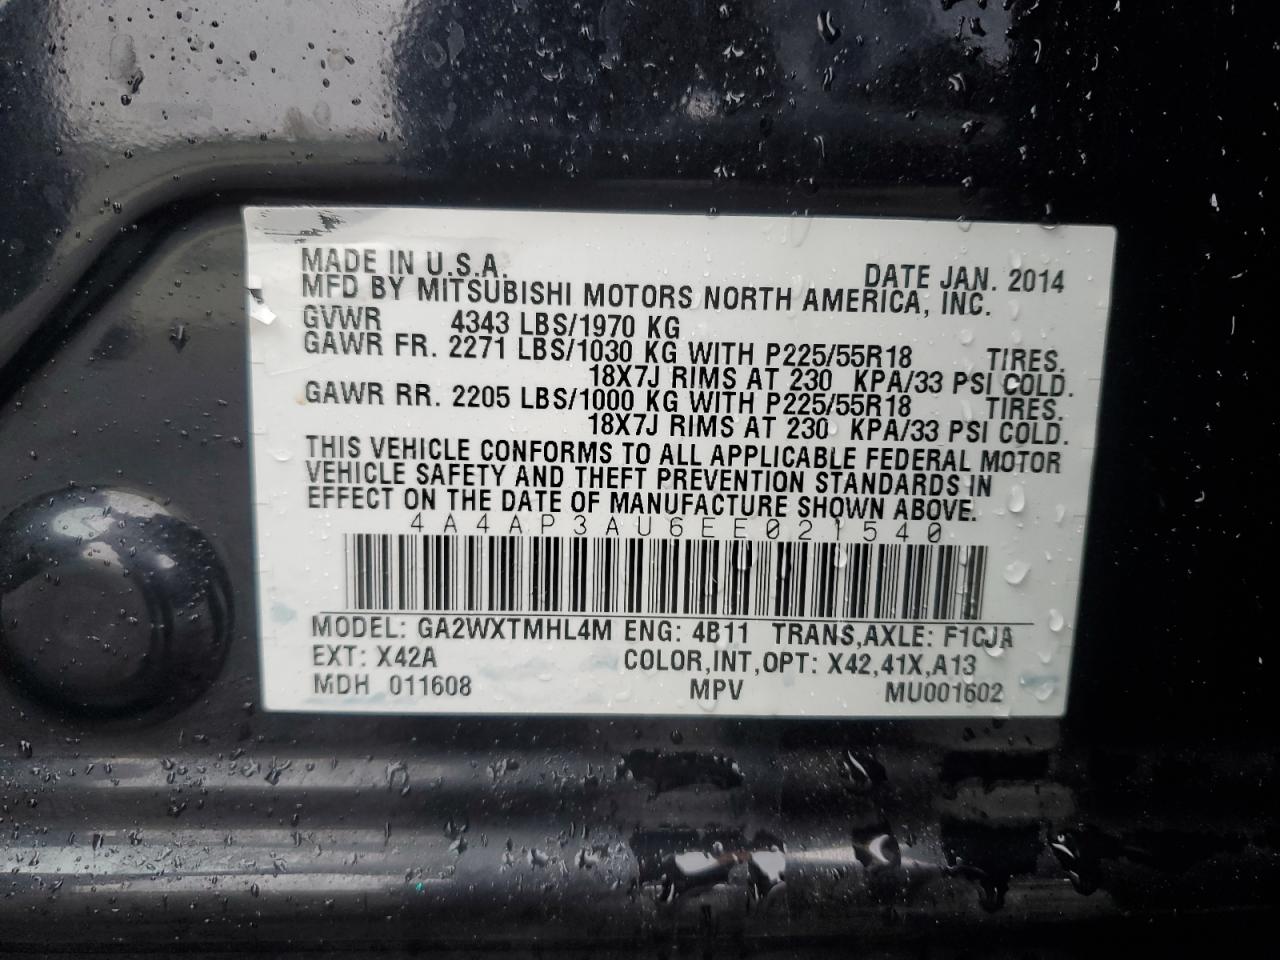 MADE IN U.S.A. DATE JAN. 2014
MFD BY MITSUBISHI MOTORS NORTH AMERICA, INC.
GVWR 4343 LBS/1970 KG
GAWR FR. 2271 LBS/1030 KG WITH P225/55R18 TIRES.
18X7J RIMS AT 230 KPA/33 PSI COLD.
GAWR RR. 2205 LBS/1000 KG WITH P225/55R18 TIRES.
18X7J RIMS AT 230 KPA/33 PSI COLD.
THIS VEHICLE CONFORMS TO ALL APPLICABLE FEDERAL MOTOR
VEHICLE SAFETY AND THEFT PREVENTION STANDARDS IN
EFFECT ON THE DATE OF MANUFACTURE SHOWN ABOVE.
4A4AP3AU6EE021540
MODEL: GA2WXTMHL4M ENG: 4B11 TRANS,AXLE: F1CJA
EXT: X42A COLOR,INT,OPT: X42,41X,A13
MDH 011608 MPV MU001602